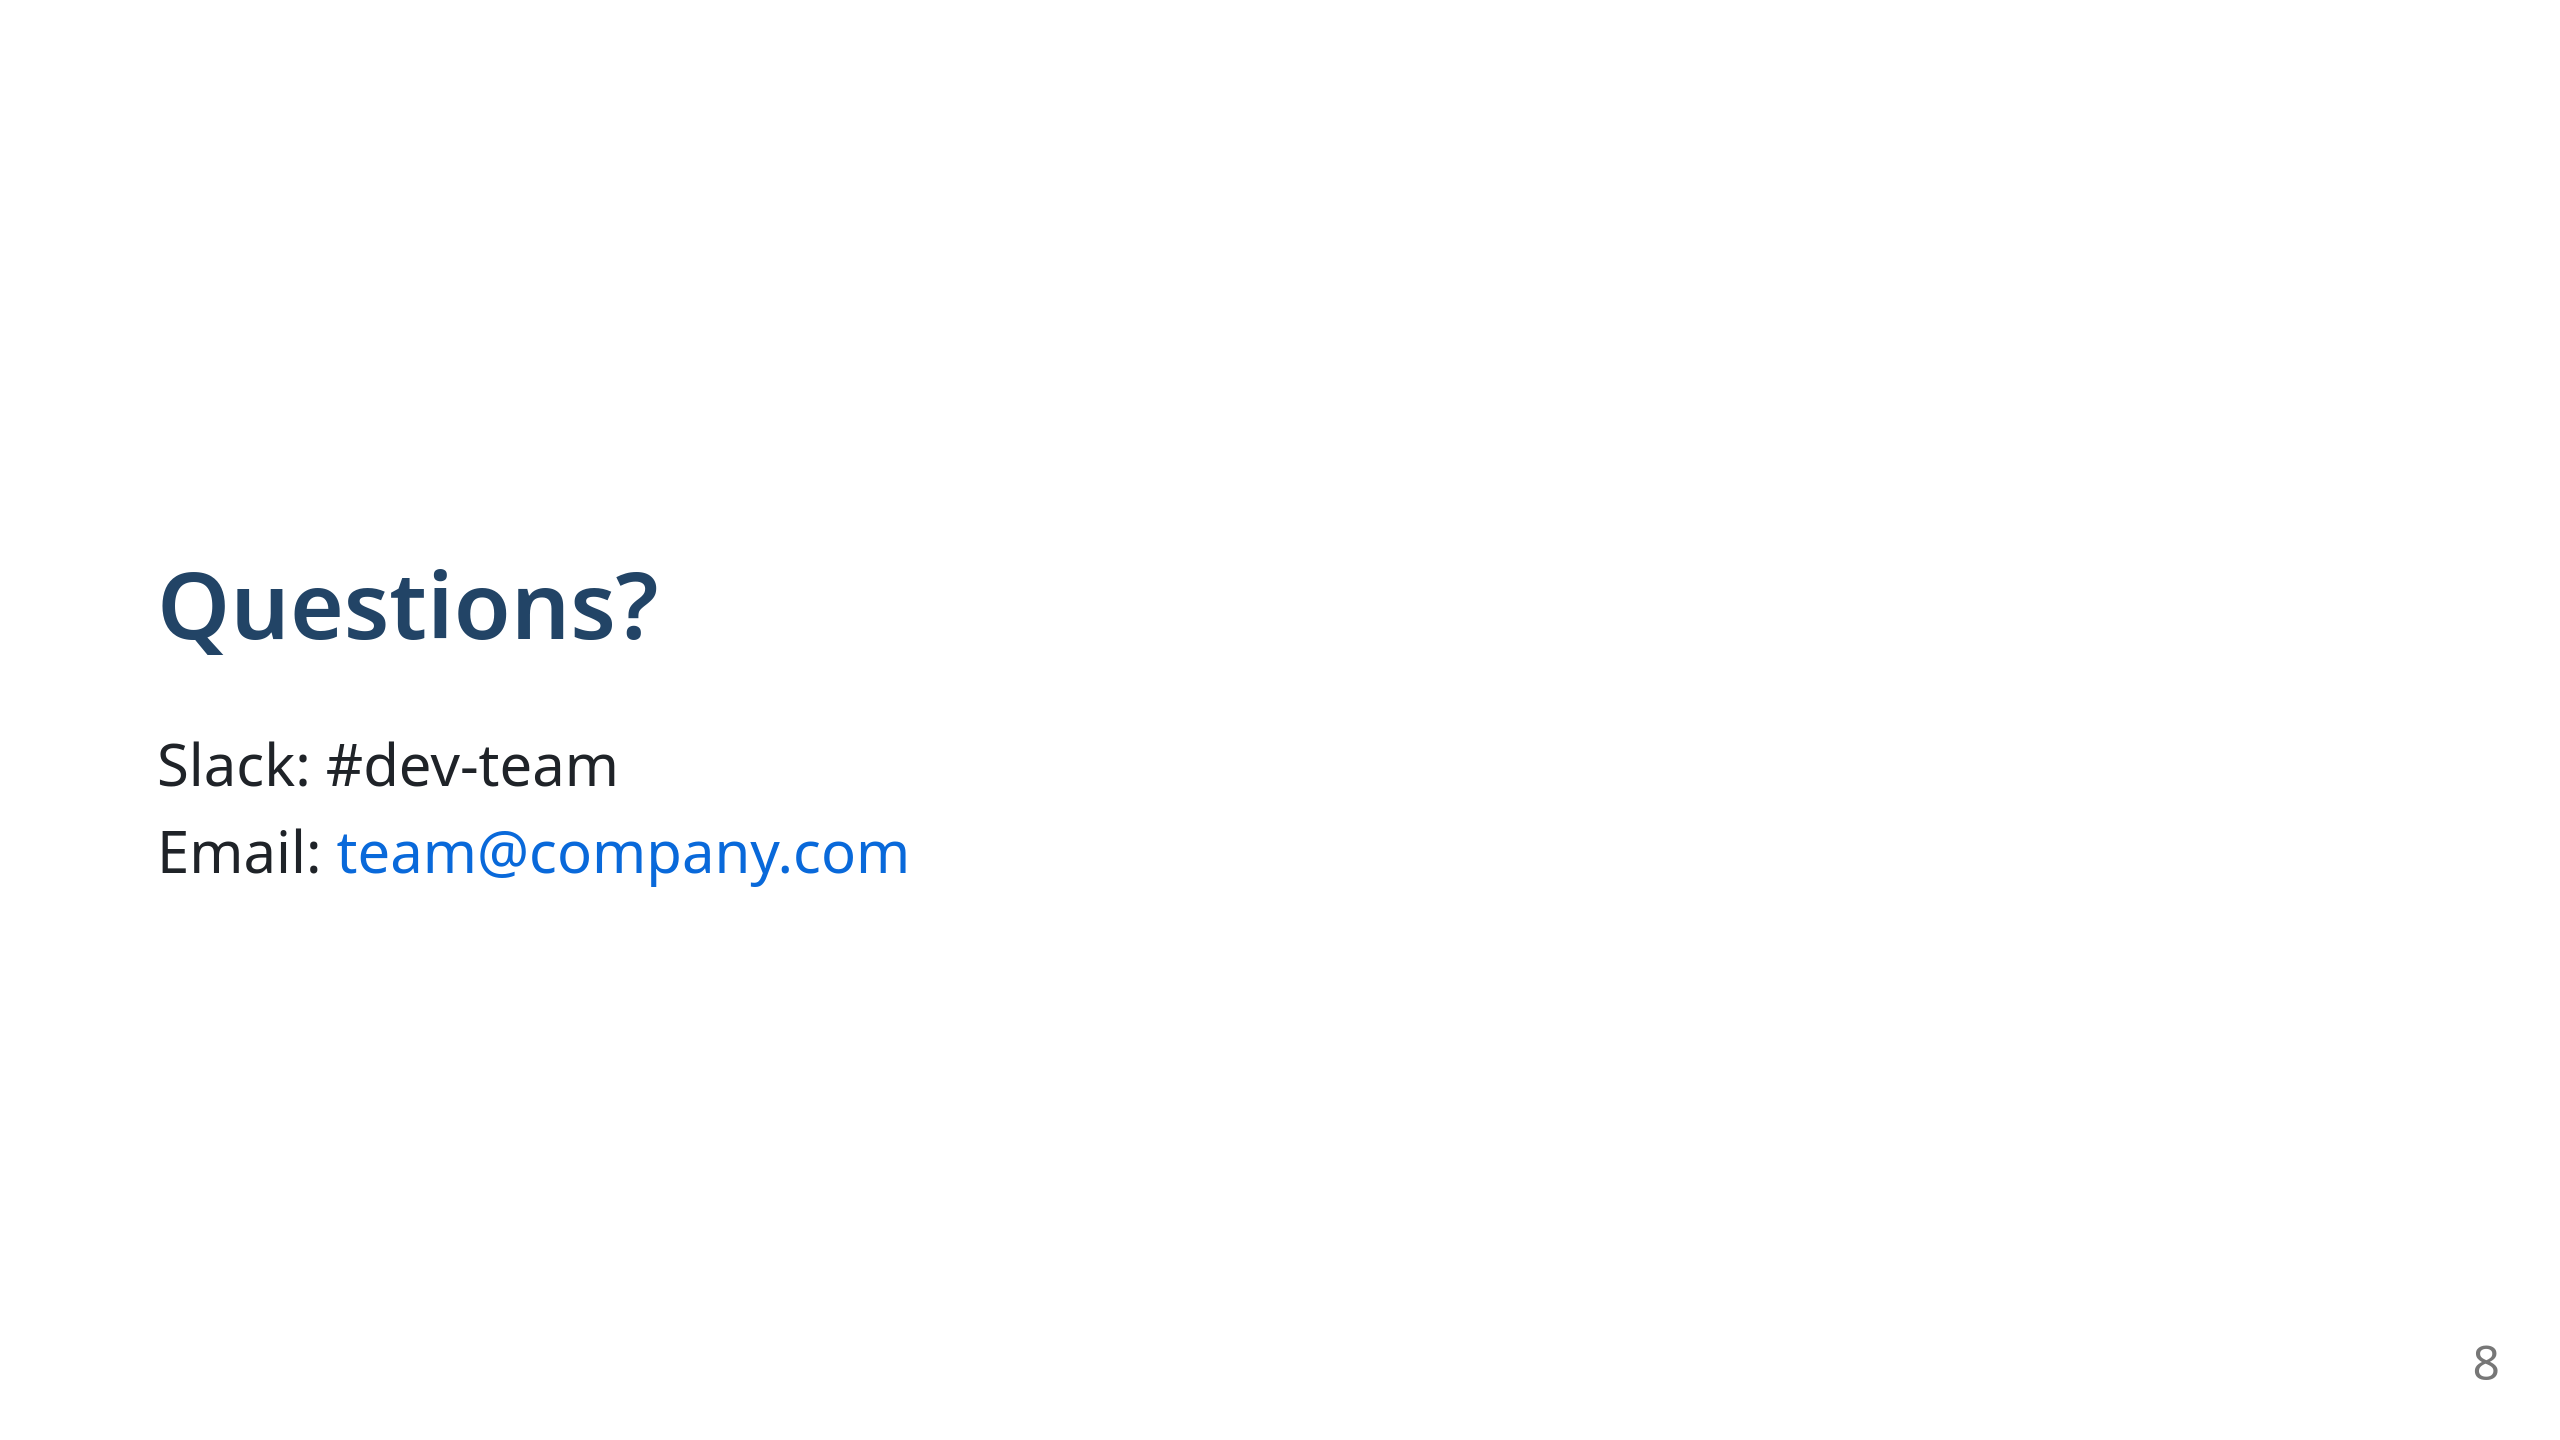 Questions?
Slack: #dev-team
Email: team@company.com
8